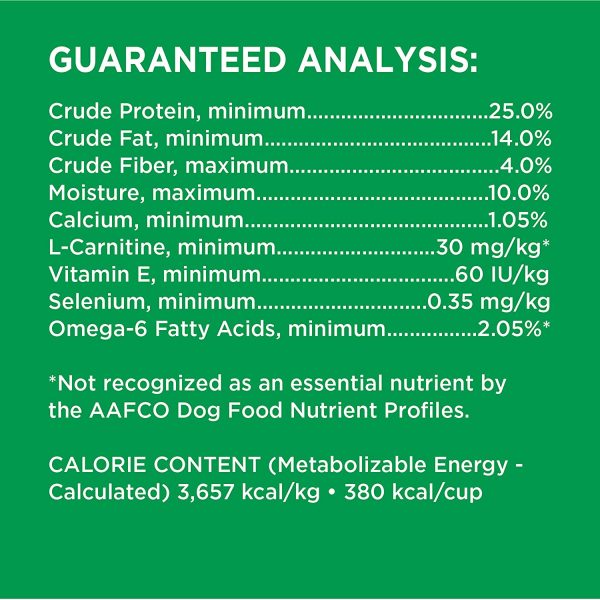 GUARANTEED ANALYSIS:
Crude Protein, minimum................................25.0%
Crude Fat, minimum........................................14.0%
Crude Fiber, maximum.....................................4.0%
Moisture, maximum.........................................10.0%
Calcium, minimum...........................................1.05%
L-Carnitine, minimum............................30 mg/kg*
Vitamin E, minimum..................................60 IU/kg
Selenium, minimum..............................0.35 mg/kg
Omega-6 Fatty Acids, minimum................2.05%*
*Not recognized as an essential nutrient by
the AAFCO Dog Food Nutrient Profiles.
CALORIE CONTENT (Metabolizable Energy -
Calculated) 3,657 kcal/kg • 380 kcal/cup